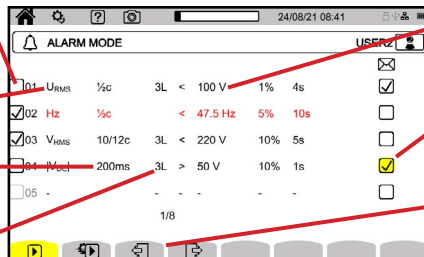 24/08/21 08:41
ALARM MODE USER2
01 URMS ½c 3L < 100 V 1% 4s
02 Hz ½c < 47.5 Hz 5% 10s
03 VRMS 10/12c 3L < 220 V 10% 5s
04 |VDC| 200ms 3L > 50 V 10% 1s
05 - - - - - -
1/8